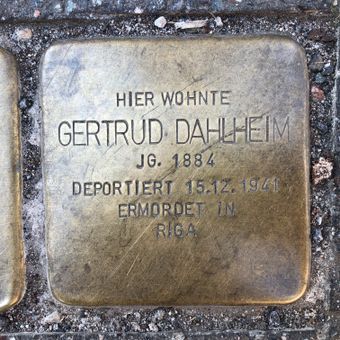 HIER WOHNTE
GERTRUD DAHLHEIM
JG. 1884
DEPORTIERT 15.12.1941
ERMORDET IN
RIGA